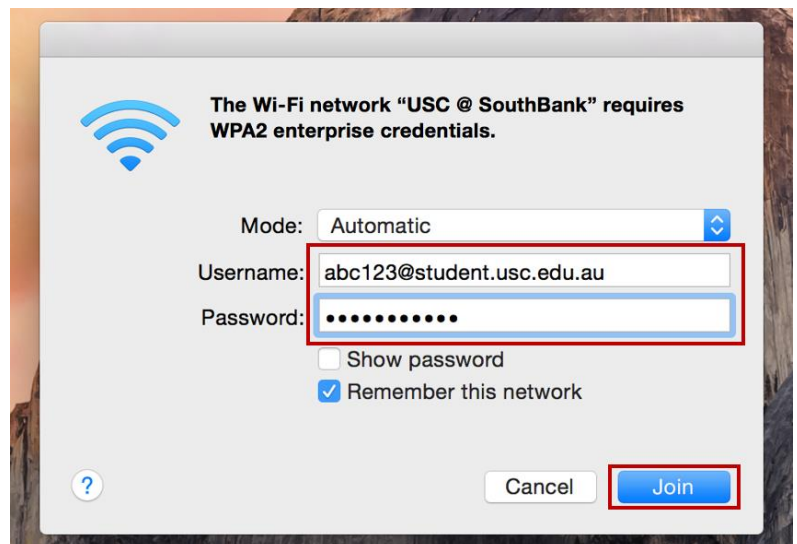 The Wi-Fi network “USC @ SouthBank” requires
WPA2 enterprise credentials.
Mode: Automatic
Username: abc123@student.usc.edu.au
Password: •••••••••••
Show password
Remember this network
? Cancel Join